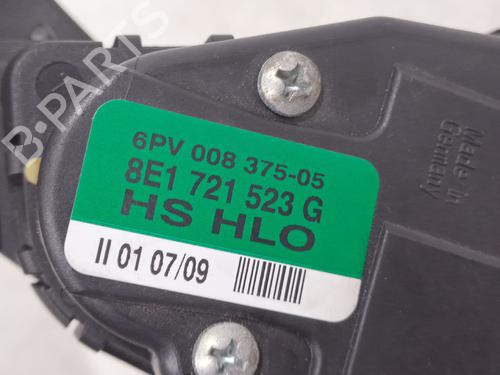 B-PARTS
6PV 008 375-05
8E1 721 523 G
HS HLO
II 01 07/09
Made in
Germany